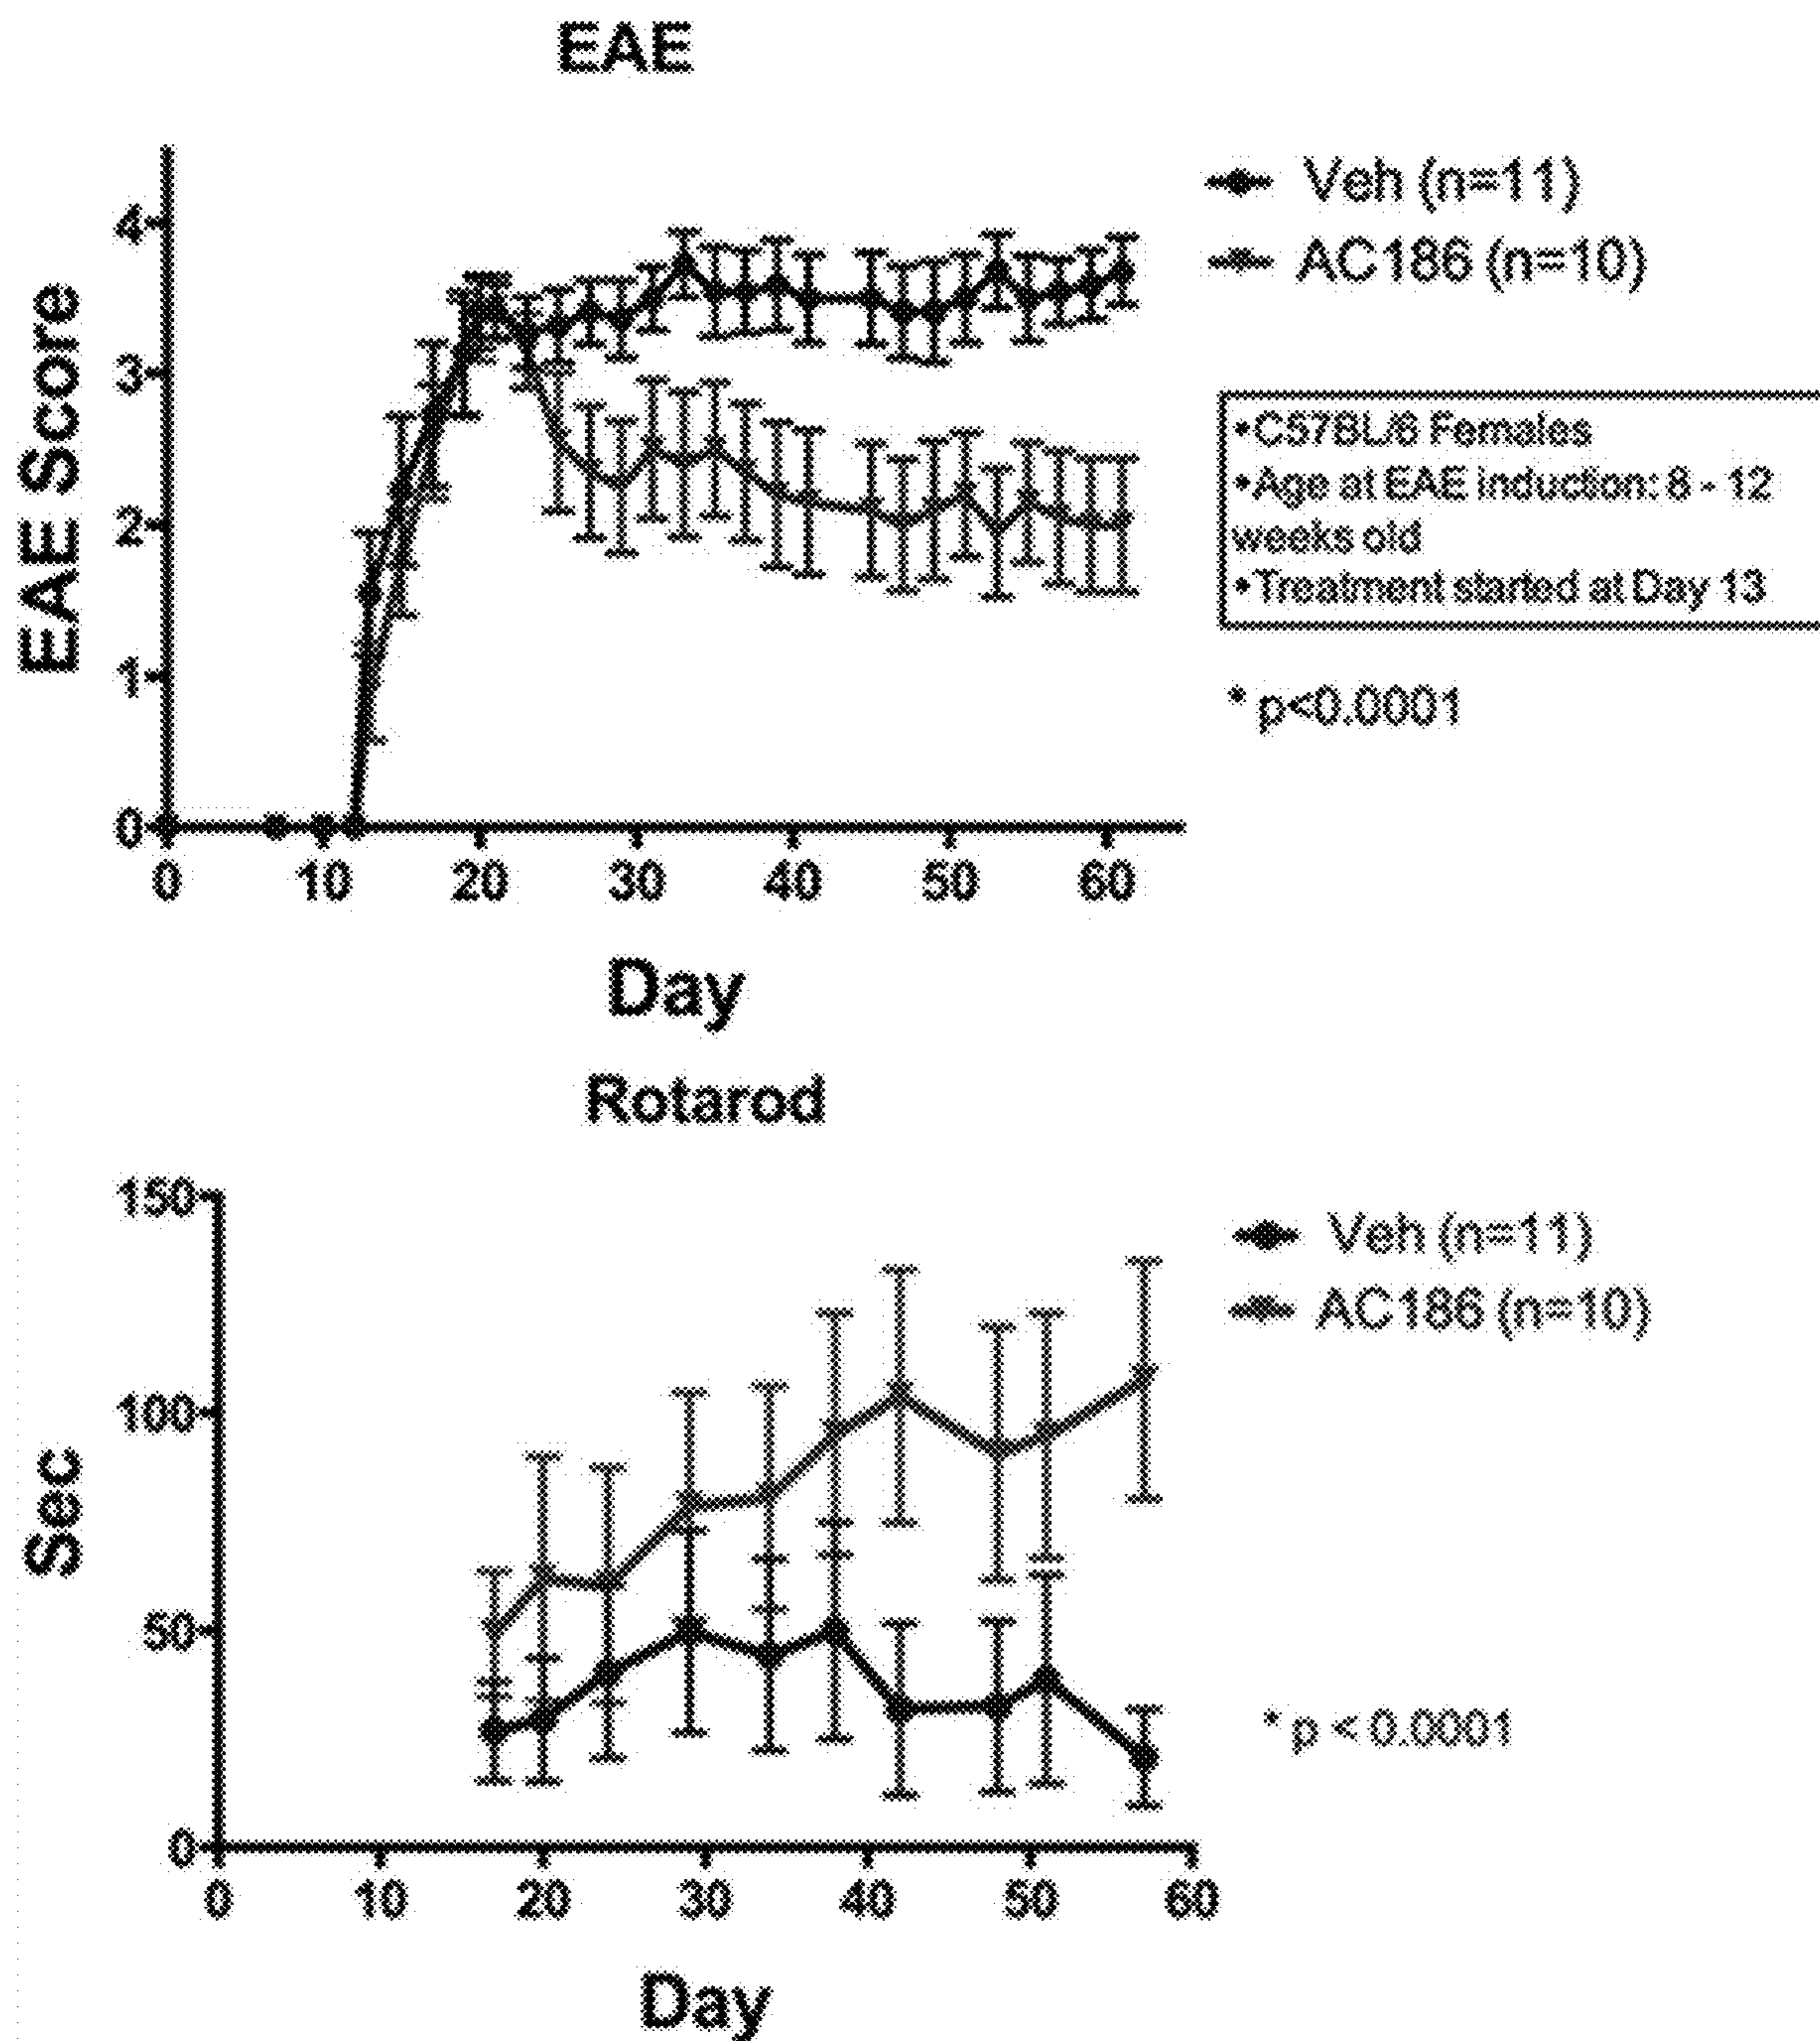 EAE
Veh (n=11)
AC186 (n=10)
EAE Score
4
3
2
1
0
•C57BL/6 Females
•Age at EAE induction: 8 - 12
weeks old
•Treatment started at Day 13
* p<0.0001
0 10 20 30 40 50 60
Day
Rotarod
Veh (n=11)
AC186 (n=10)
Sec
150
100
50
0
* p < 0.0001
0 10 20 30 40 50 60
Day